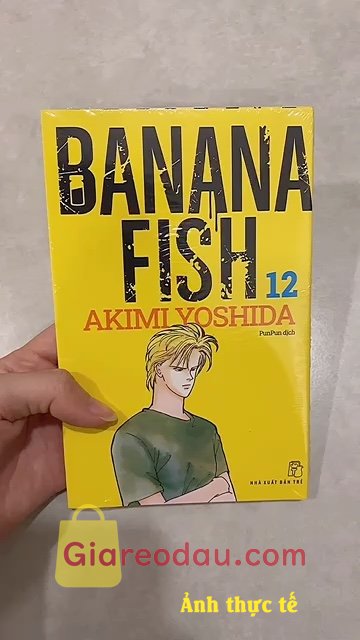 BANANA
FISH
12
AKIMI YOSHIDA
PunPun dịch
NHÀ XUẤT BẢN TRẺ
Giareodau.com
Ảnh thực tế